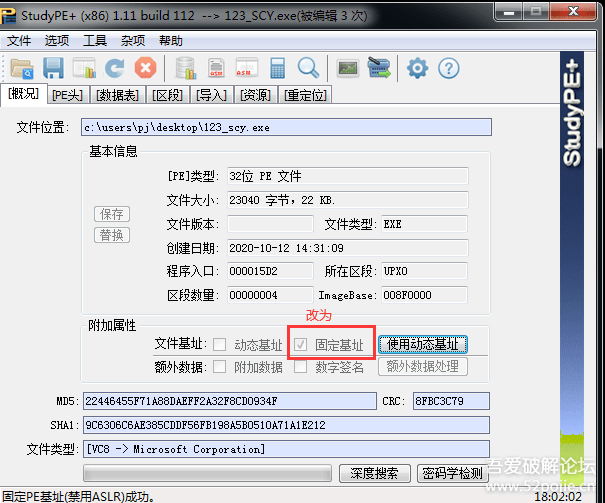 StudyPE+ (x86) 1.11 build 112 --> 123_SCY.exe(被编辑 3 次)
文件 选项 工具 杂项 帮助
[概况] [PE头] [数据表] [区段] [导入] [资源] [重定位]
文件位置: c:\users\pj\desktop\123_scy.exe
基本信息
[PE]类型: 32位 PE 文件
文件大小: 23040 字节，22 KB.
保存
文件版本: 文件类型: EXE
替换
创建日期: 2020-10-12 14:31:09
程序入口: 000015D2 所在区段: UPX0
区段数量: 00000004 ImageBase: 008F0000
改为
附加属性
文件基址: 动态基址 固定基址 使用动态基址
额外数据: 附加数据 数字签名 额外数据处理
MD5: 22446455F71A88DAEFF2A32F8CD0934F CRC: 8FBC3C79
SHA1: 9C6306C6AE385CDDF56FB198A5B0510A71A1E212
文件类型: [VC8 -> Microsoft Corporation]
深度搜索 密码学检测
固定PE基址(禁用ASLR)成功。 18:02:02
StudyPE+
吾爱破解论坛
www.52pojie.cn